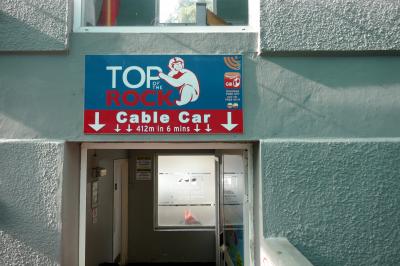 TOP
OF THE
ROCK
Cable Car
412m in 6 mins